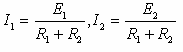 I₁ = E₁/(R₁ + R₂), I₂ = E₂/(R₁ + R₂)